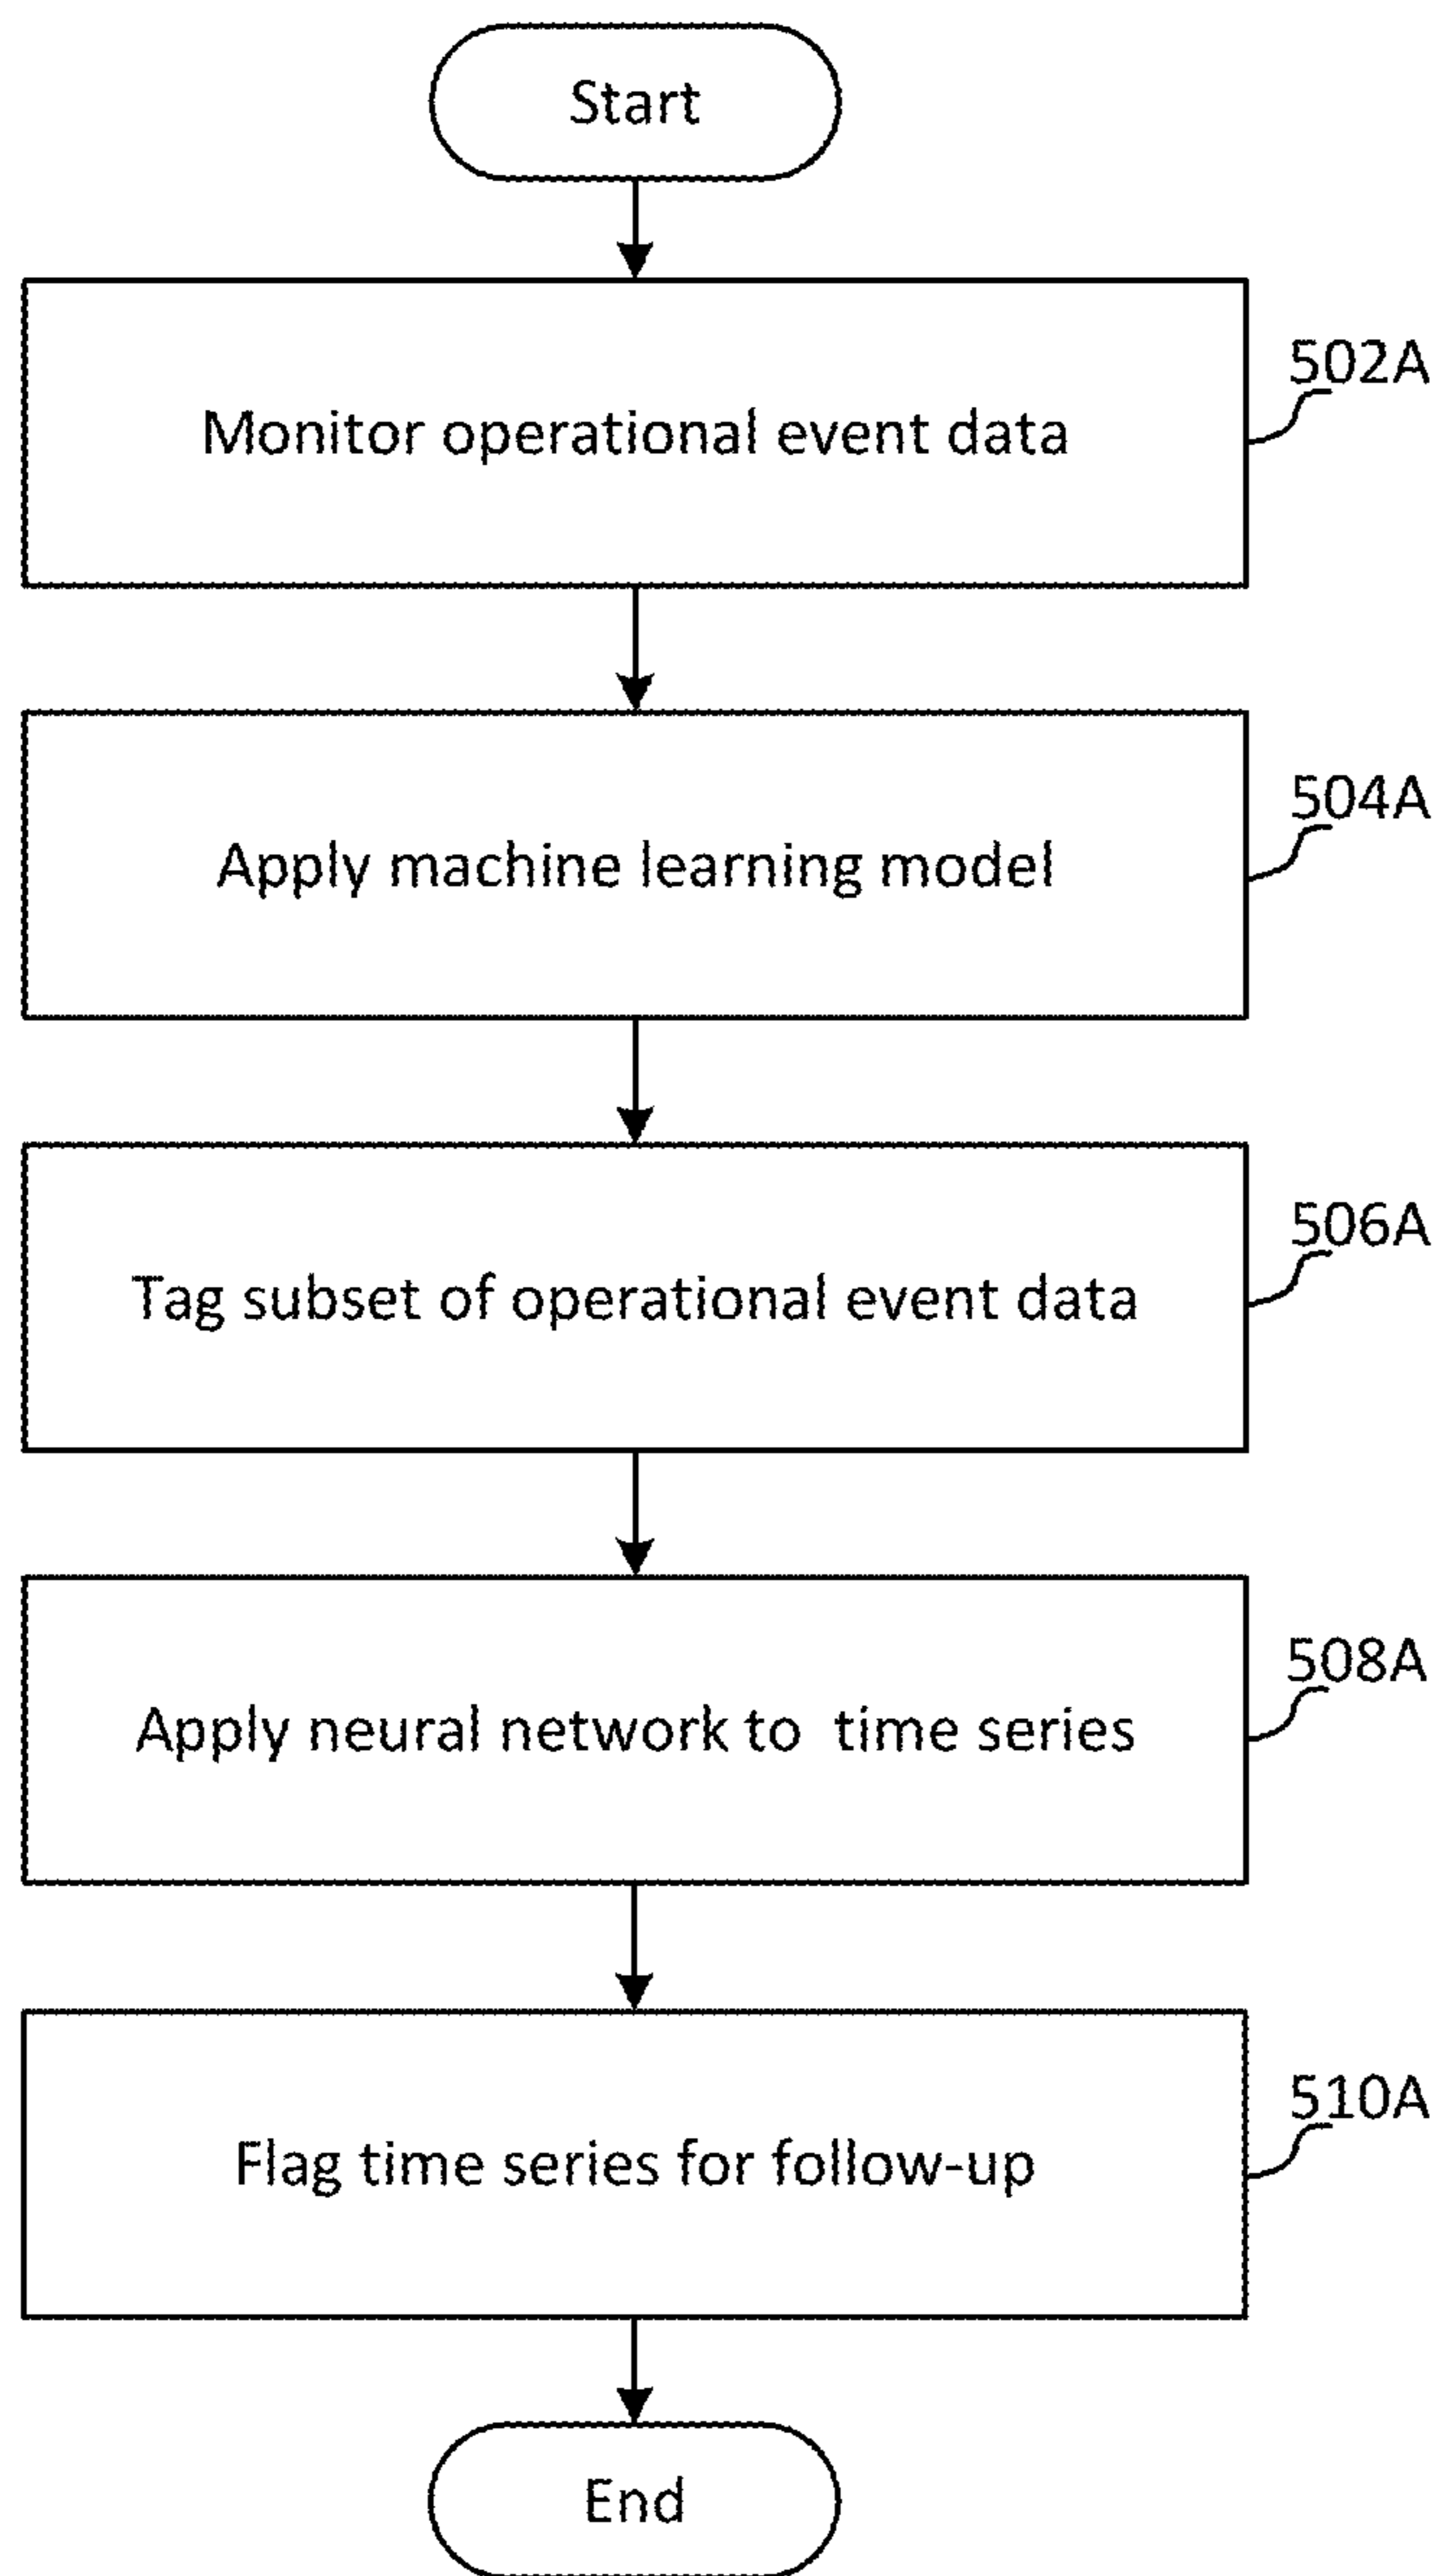 Start
Monitor operational event data
502A
Apply machine learning model
504A
Tag subset of operational event data
506A
Apply neural network to time series
508A
Flag time series for follow-up
510A
End